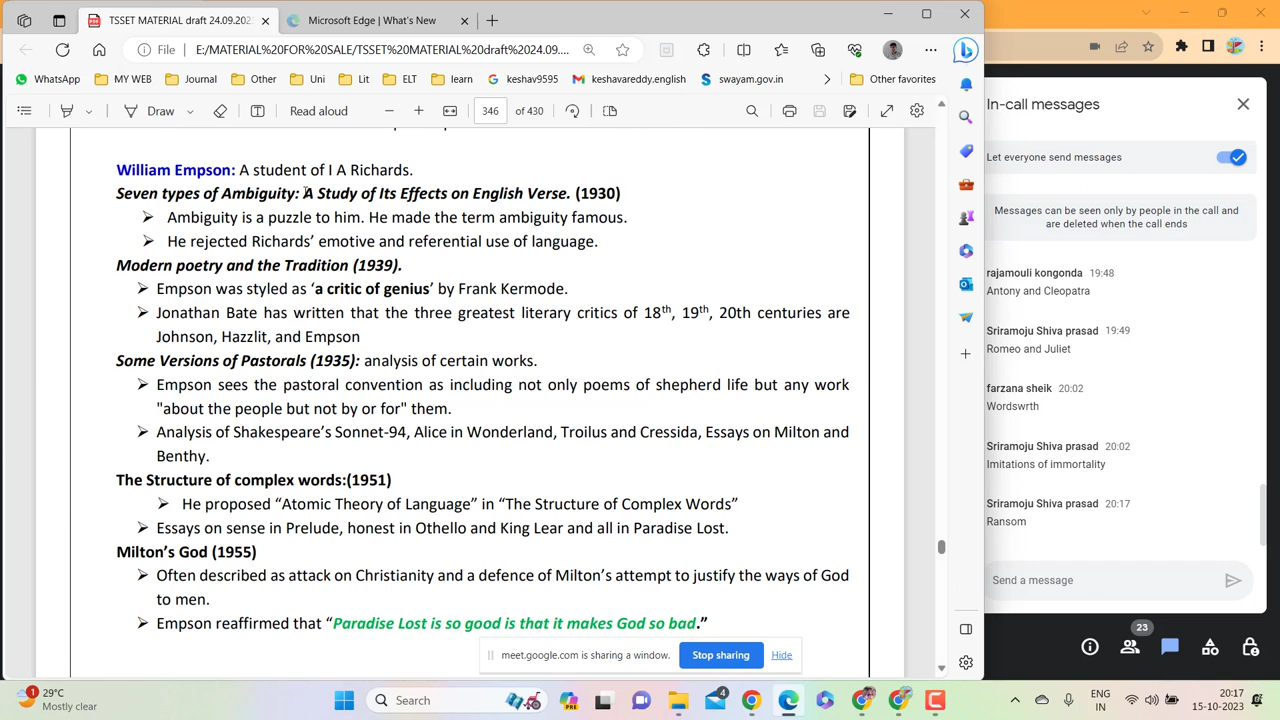 TSSET MATERIAL draft 24.09.202
Microsoft Edge | What's New
File
E:/MATERIAL%20FOR%20SALE/TSSET%20MATERIAL%20draft%2024.09....
WhatsApp
MY WEB
Journal
Other
Uni
Lit
ELT
learn
keshav9595
keshavareddy.english
swayam.gov.in
Other favorites
Draw
Read aloud
346
of 430
William Empson: A student of I A Richards.
Seven types of Ambiguity: A Study of Its Effects on English Verse. (1930)
➢ Ambiguity is a puzzle to him. He made the term ambiguity famous.
➢ He rejected Richards' emotive and referential use of language.
Modern poetry and the Tradition (1939).
➢ Empson was styled as 'a critic of genius' by Frank Kermode.
➢ Jonathan Bate has written that the three greatest literary critics of 18th, 19th, 20th centuries are
Johnson, Hazzlit, and Empson
Some Versions of Pastorals (1935): analysis of certain works.
➢ Empson sees the pastoral convention as including not only poems of shepherd life but any work
"about the people but not by or for" them.
➢ Analysis of Shakespeare's Sonnet-94, Alice in Wonderland, Troilus and Cressida, Essays on Milton and
Benthy.
The Structure of complex words:(1951)
➢ He proposed "Atomic Theory of Language" in "The Structure of Complex Words"
➢ Essays on sense in Prelude, honest in Othello and King Lear and all in Paradise Lost.
Milton's God (1955)
➢ Often described as attack on Christianity and a defence of Milton's attempt to justify the ways of God
to men.
➢ Empson reaffirmed that "Paradise Lost is so good is that it makes God so bad."
meet.google.com is sharing a window.
Stop sharing
Hide
In-call messages
Let everyone send messages
Messages can be seen only by people in the call and
are deleted when the call ends
rajamouli kongonda 19:48
Antony and Cleopatra
Sriramoju Shiva prasad 19:49
Romeo and Juliet
farzana sheik 20:02
Wordswrth
Sriramoju Shiva prasad 20:02
Imitations of immortality
Sriramoju Shiva prasad 20:17
Ransom
Send a message
23
1
29°C
Mostly clear
Search
PRE
4
ENG
IN
20:17
15-10-2023